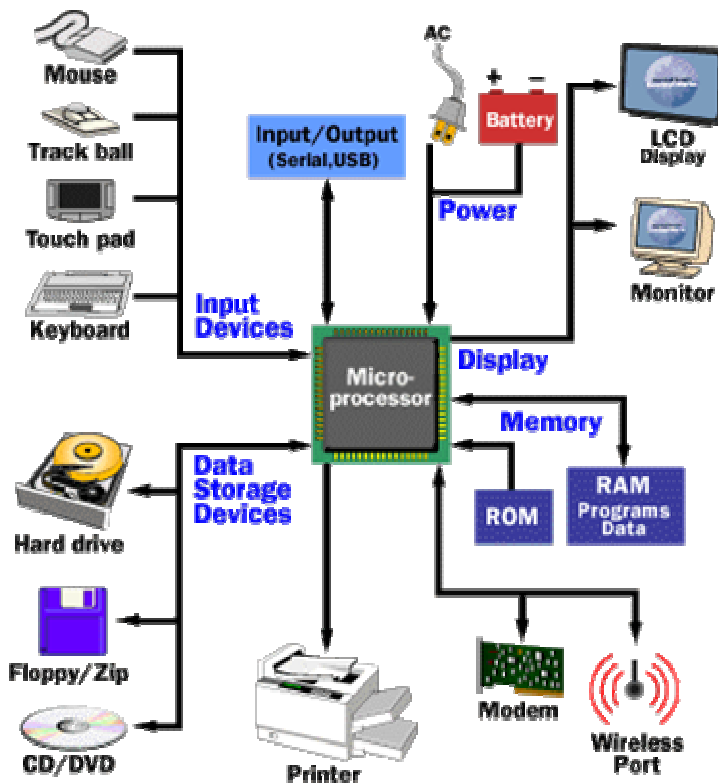 Mouse
Track ball
Touch pad
Keyboard
Input
Devices
Input/Output
(Serial,USB)
AC
+ −
Battery
Power
LCD
Display
Monitor
Display
Micro-
processor
Memory
ROM
RAM
Programs
Data
Data
Storage
Devices
Hard drive
Floppy/Zip
CD/DVD
Printer
Modem
Wireless
Port